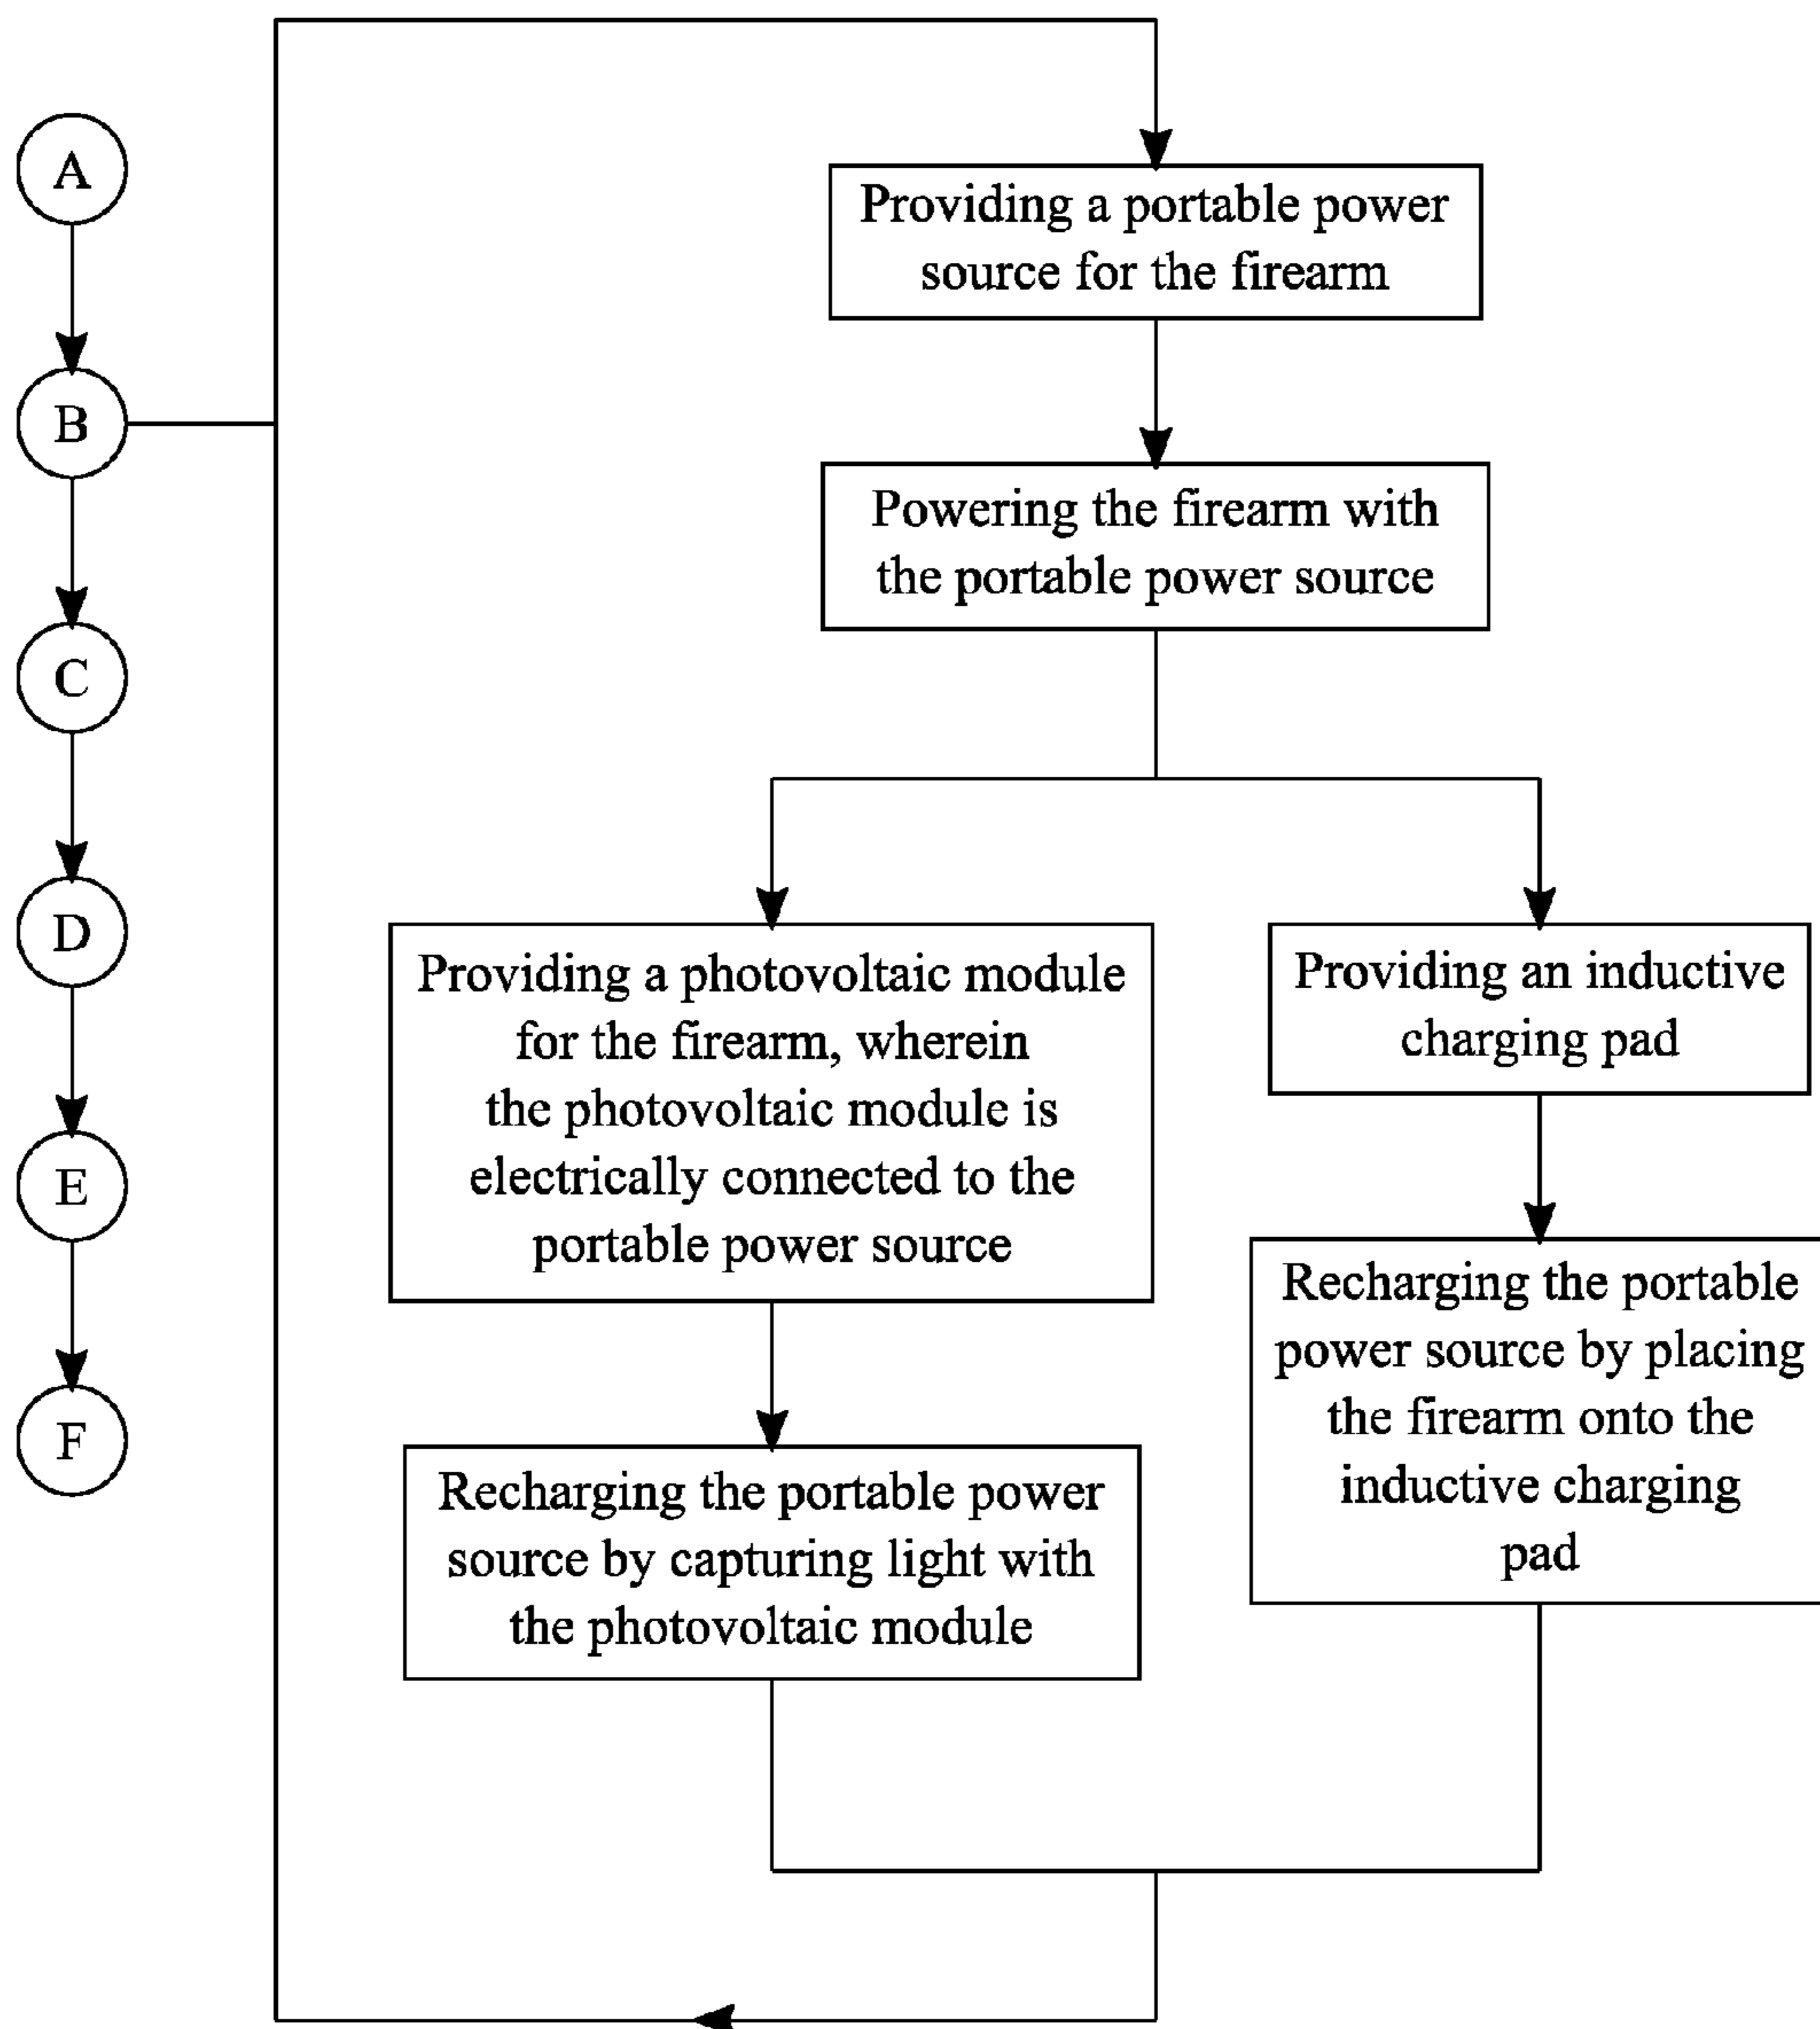 A
B
C
D
E
F
Providing a portable power
source for the firearm
Powering the firearm with
the portable power source
Providing a photovoltaic module
for the firearm, wherein
the photovoltaic module is
electrically connected to the
portable power source
Recharging the portable power
source by capturing light with
the photovoltaic module
Providing an inductive
charging pad
Recharging the portable
power source by placing
the firearm onto the
inductive charging
pad